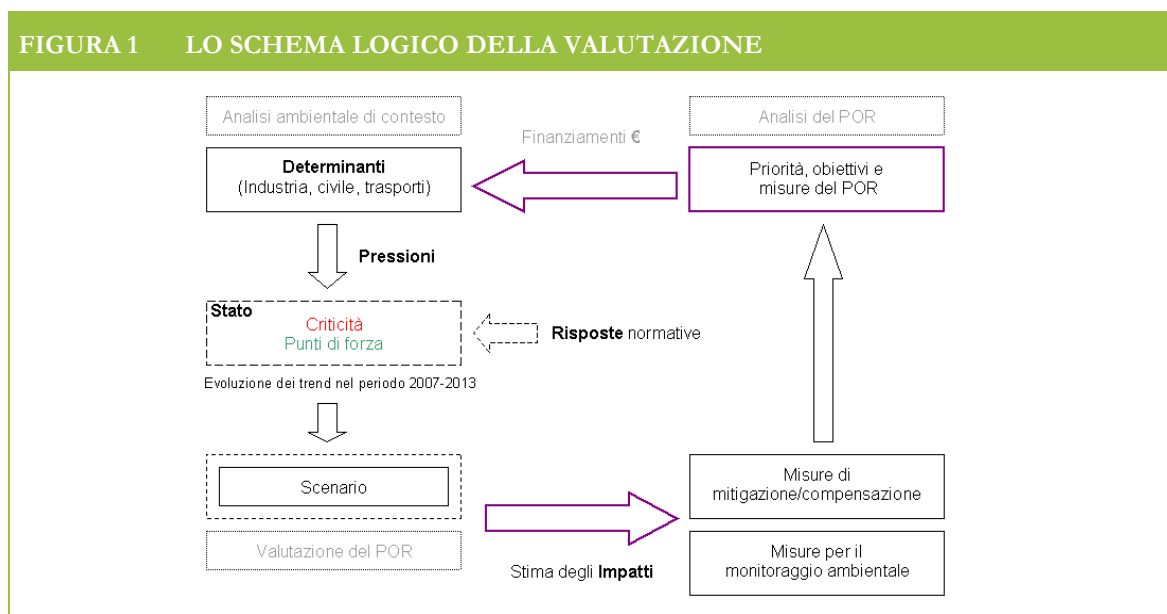 FIGURA 1 LO SCHEMA LOGICO DELLA VALUTAZIONE
Analisi ambientale di contesto
Analisi del POR
Finanziamenti €
Determinanti
(Industria, civile, trasporti)
Priorità, obiettivi e
misure del POR
Pressioni
Stato
Criticità
Punti di forza
Risposte normative
Evoluzione dei trend nel periodo 2007-2013
Scenario
Misure di
mitigazione/compensazione
Valutazione del POR
Stima degli Impatti
Misure per il
monitoraggio ambientale